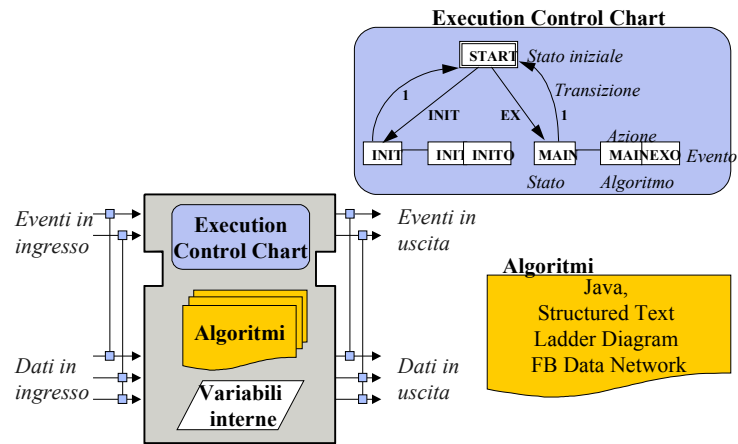 Execution Control Chart
START Stato iniziale
Transizione
1
INIT
EX
1
Azione
INIT
INIT
INITO
MAIN
MAIN
EXO
Evento
Stato
Algoritmo
Eventi in
ingresso
Execution
Control Chart
Eventi in
uscita
Algoritmi
Dati in
ingresso
Variabili
interne
Dati in
uscita
Algoritmi
Java,
Structured Text
Ladder Diagram
FB Data Network